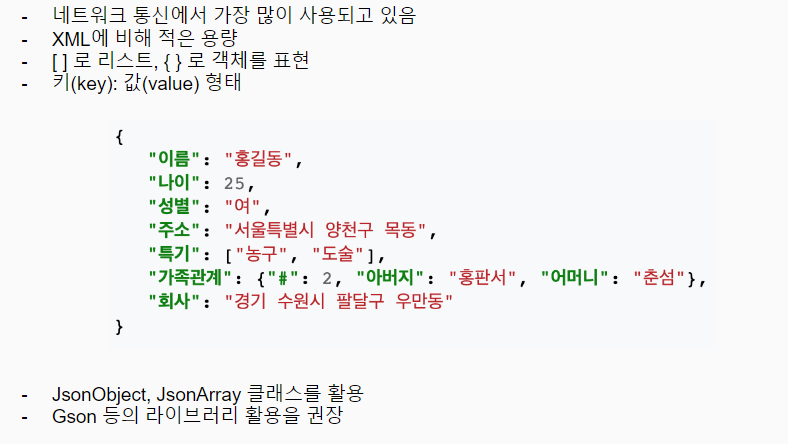 - 네트워크 통신에서 가장 많이 사용되고 있음
- XML에 비해 적은 용량
- [ ] 로 리스트, { } 로 객체를 표현
- 키(key): 값(value) 형태
{
"이름": "홍길동",
"나이": 25,
"성별": "여",
"주소": "서울특별시 양천구 목동",
"특기": ["농구", "도술"],
"가족관계": {"#": 2, "아버지": "홍판서", "어머니": "춘섬"},
"회사": "경기 수원시 팔달구 우만동"
}
- JsonObject, JsonArray 클래스를 활용
- Gson 등의 라이브러리 활용을 권장